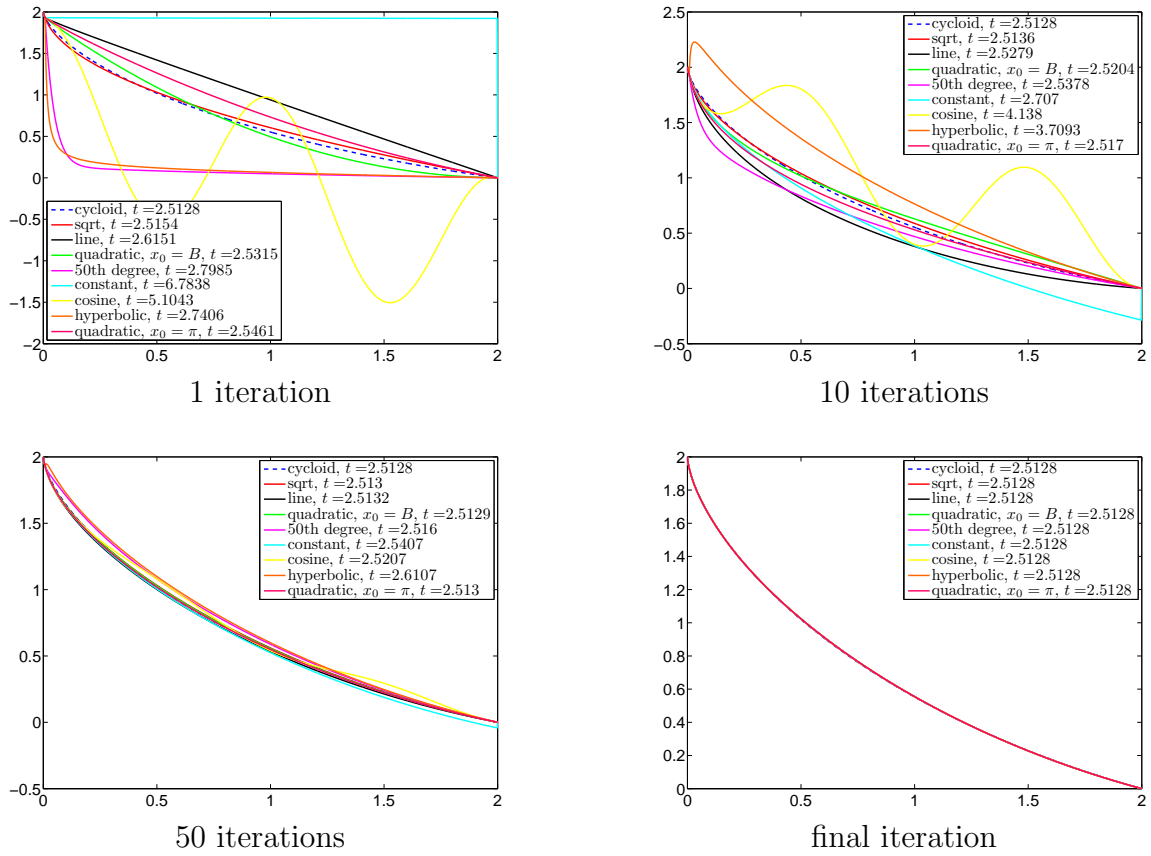 2
1.5
1
0.5
0
−0.5
−1
−1.5
−2
0 0.5 1 1.5 2
cycloid, t =2.5128
sqrt, t =2.5154
line, t =2.6151
quadratic, x₀ = B, t =2.5315
50th degree, t =2.7985
constant, t =6.7838
cosine, t =5.1043
hyperbolic, t =2.7406
quadratic, x₀ = π, t =2.5461
1 iteration
2.5
2
1.5
1
0.5
0
−0.5
0 0.5 1 1.5 2
cycloid, t =2.5128
sqrt, t =2.5136
line, t =2.5279
quadratic, x₀ = B, t =2.5204
50th degree, t =2.5378
constant, t =2.707
cosine, t =4.138
hyperbolic, t =3.7093
quadratic, x₀ = π, t =2.517
10 iterations
2
1.5
1
0.5
0
−0.5
0 0.5 1 1.5 2
cycloid, t =2.5128
sqrt, t =2.513
line, t =2.5132
quadratic, x₀ = B, t =2.5129
50th degree, t =2.516
constant, t =2.5407
cosine, t =2.5207
hyperbolic, t =2.6107
quadratic, x₀ = π, t =2.513
50 iterations
2
1.8
1.6
1.4
1.2
1
0.8
0.6
0.4
0.2
0
0 0.5 1 1.5 2
cycloid, t =2.5128
sqrt, t =2.5128
line, t =2.5128
quadratic, x₀ = B, t =2.5128
50th degree, t =2.5128
constant, t =2.5128
cosine, t =2.5128
hyperbolic, t =2.5128
quadratic, x₀ = π, t =2.5128
final iteration